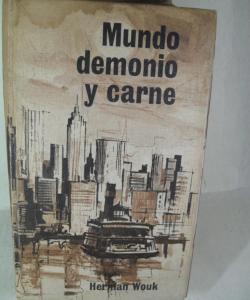 Mundo
demonio
y carne
Herman Wouk